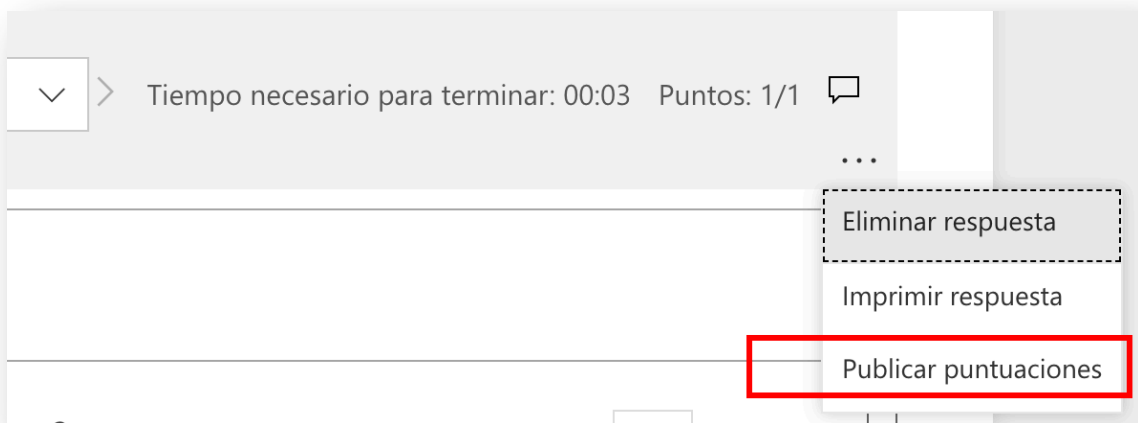 Tiempo necesario para terminar: 00:03 Puntos: 1/1
...
Eliminar respuesta
Imprimir respuesta
Publicar puntuaciones